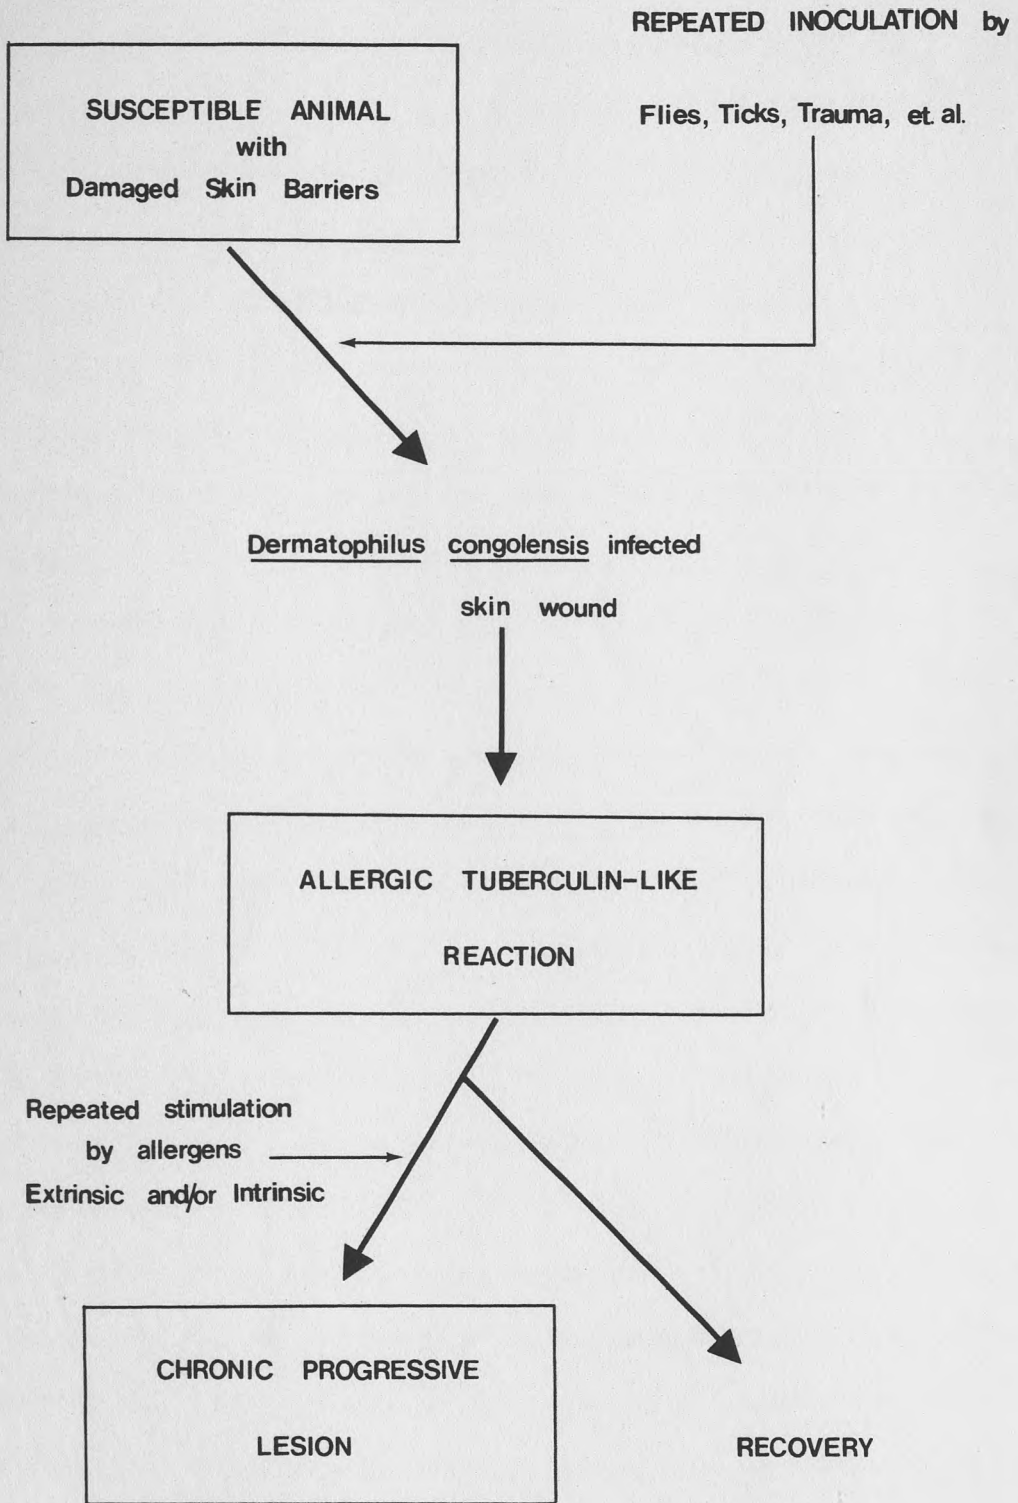 REPEATED INOCULATION by
Flies, Ticks, Trauma, et. al.
SUSCEPTIBLE ANIMAL
with
Damaged Skin Barriers
Dermatophilus congolensis infected
skin wound
ALLERGIC TUBERCULIN-LIKE
REACTION
Repeated stimulation
by allergens
Extrinsic and/or Intrinsic
CHRONIC PROGRESSIVE
LESION
RECOVERY